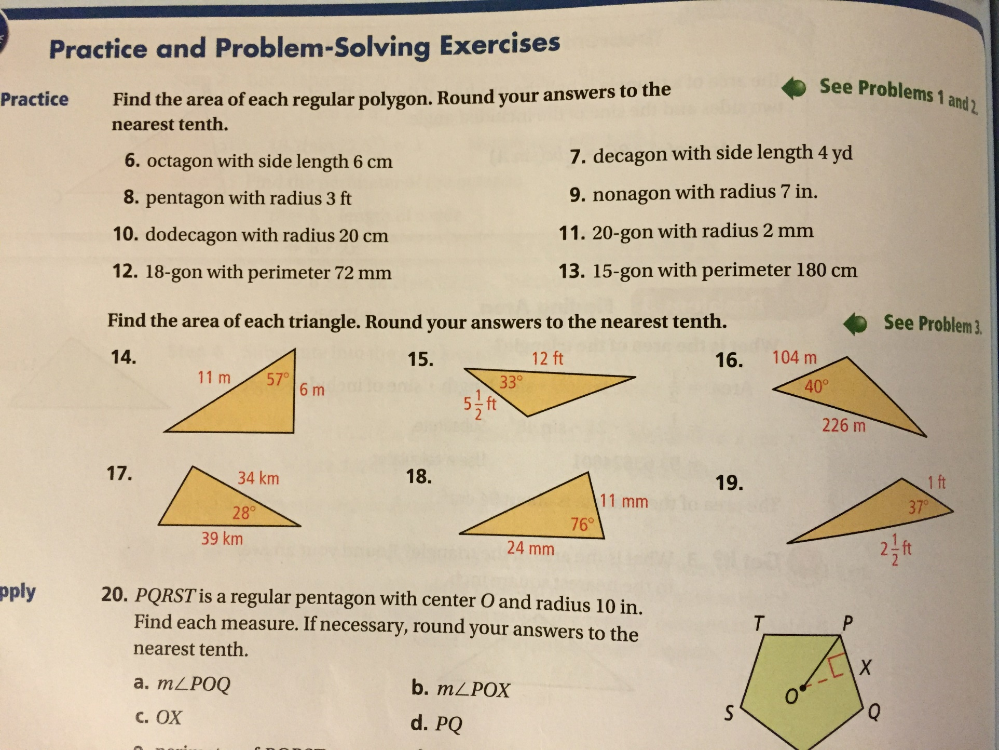 Practice and Problem-Solving Exercises
Practice
Find the area of each regular polygon. Round your answers to the
nearest tenth.
See Problems 1 and 2.
6. octagon with side length 6 cm
7. decagon with side length 4 yd
8. pentagon with radius 3 ft
9. nonagon with radius 7 in.
10. dodecagon with radius 20 cm
11. 20-gon with radius 2 mm
12. 18-gon with perimeter 72 mm
13. 15-gon with perimeter 180 cm
Find the area of each triangle. Round your answers to the nearest tenth.
See Problem 3.
14.
11 m
57°
6 m
15.
12 ft
33°
5 1/2 ft
16.
104 m
40°
226 m
17.
34 km
28°
39 km
18.
11 mm
76°
24 mm
19.
1 ft
37°
2 1/2 ft
pply
20. PQRST is a regular pentagon with center O and radius 10 in.
Find each measure. If necessary, round your answers to the
nearest tenth.
a. m∠POQ
b. m∠POX
c. OX
d. PQ
T
P
X
O
S
Q